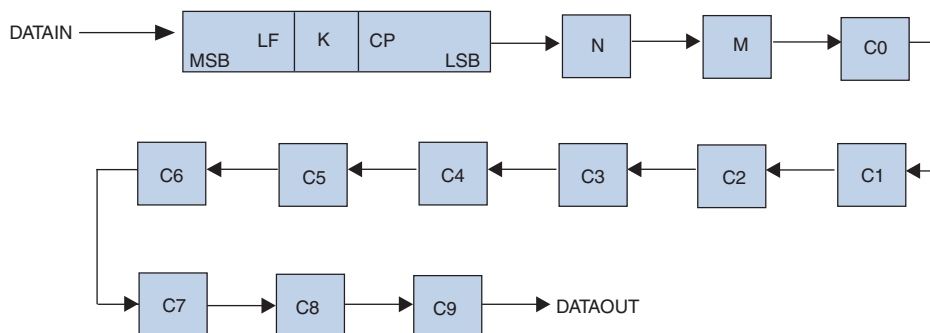 DATAIN
LF K CP
MSB LSB
N
M
C0
C6
C5
C4
C3
C2
C1
C7
C8
C9
DATAOUT